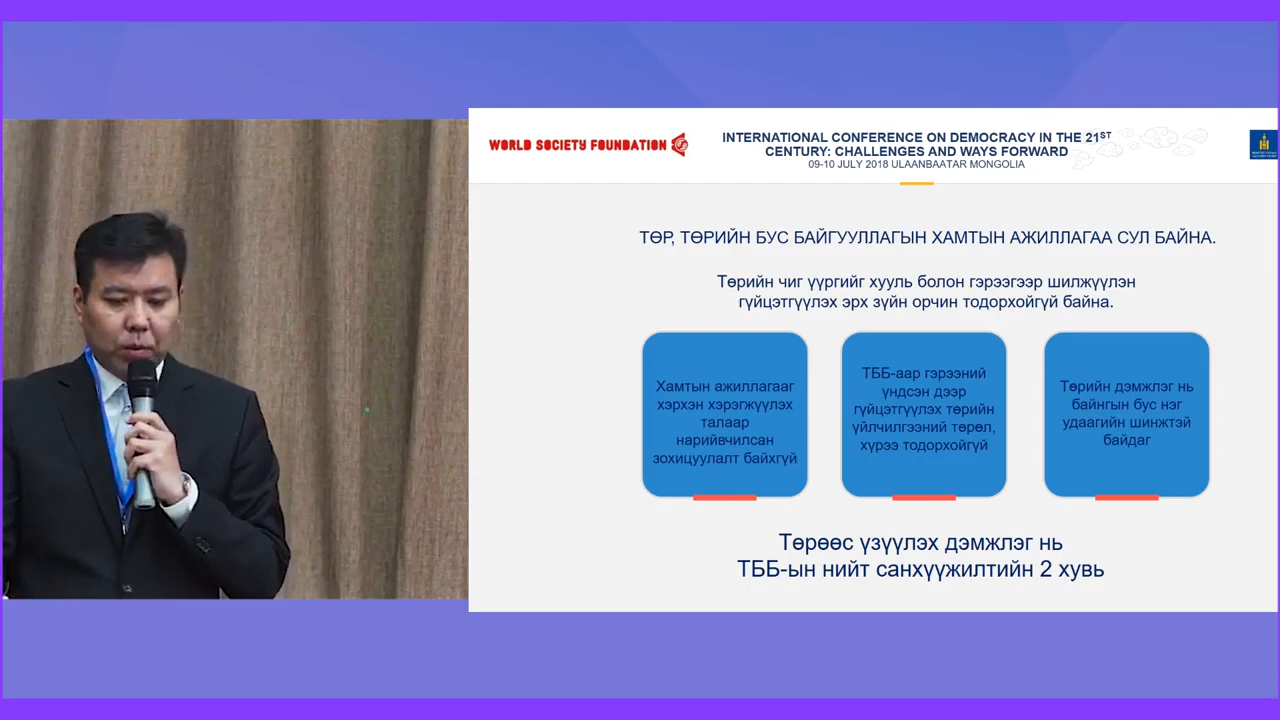 WORLD SOCIETY FOUNDATION
INTERNATIONAL CONFERENCE ON DEMOCRACY IN THE 21ST
CENTURY: CHALLENGES AND WAYS FORWARD
09-10 JULY 2018 ULAANBAATAR MONGOLIA
ТӨР, ТӨРИЙН БУС БАЙГУУЛЛАГЫН ХАМТЫН АЖИЛЛАГАА СУЛ БАЙНА.
Төрийн чиг үүргийг хууль болон гэрээгээр шилжүүлэн
гүйцэтгүүлэх эрх зүйн орчин тодорхойгүй байна.
Хамтын ажиллагааг
хэрхэн хэрэгжүүлэх
талаар
нарийвчилсан
зохицуулалт байхгүй
ТББ-аар гэрээний
үндсэн дээр
гүйцэтгүүлэх төрийн
үйлчилгээний төрөл,
хүрээ тодорхойгүй
Төрийн дэмжлэг нь
байнгын бус нэг
удаагийн шинжтэй
байдаг
Төрөөс үзүүлэх дэмжлэг нь
ТББ-ын нийт санхүүжилтийн 2 хувь